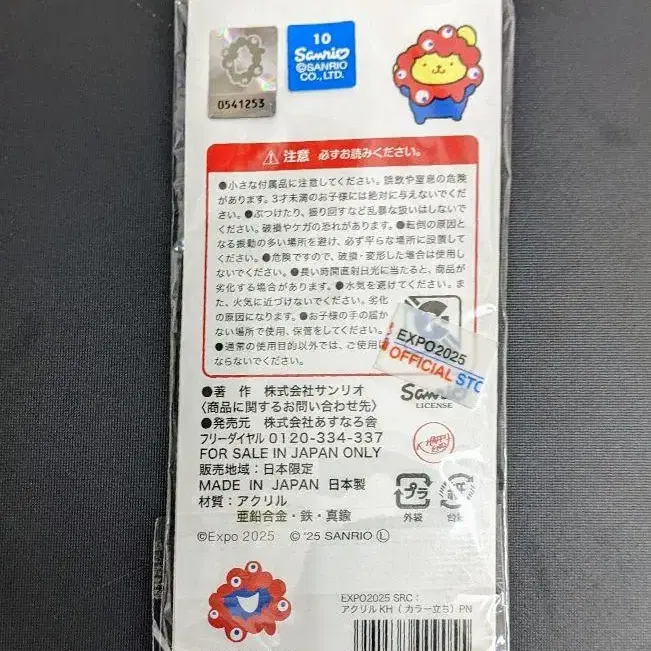 0541253
10
Sanrio
©SANRIO
CO., LTD.
注意 必ずお読みください。
●小さな付属品に注意してください。誤飲や窒息の危険
があります。3才未満のお子様には絶対に与えないでくだ
さい。●ぶつけたり、振り回すなど乱暴な扱いはしないで
ください。破損やケガの恐れがあります。●転倒の原因と
なる振動の多い場所を避け、必ず平らな場所に設置して
ください。●危険ですので、破損・変形した場合は使用し
ないでください。●長い時間直射日光に当たると、商品が
劣化する場合があります。●水気を避けてください。ま
た、火気に近づけないでください。劣化
の原因になります。●お子様の手の届か
ない場所で使用、保管をしてください。
●通常の使用目的以外では、ご使用に
ならないでください。
EXPO2025
OFFICIAL STO
LICENSE
●著 作 株式会社サンリオ
〈商品に関するお問い合わせ先〉
●発売元 株式会社あすなろ舎
フリーダイヤル 0120-334-337
FOR SALE IN JAPAN ONLY
販売地域：日本限定
MADE IN JAPAN 日本製
材質：アクリル
亜鉛合金・鉄・真鍮
プラ
外袋
©Expo 2025 © '25 SANRIO Ⓛ
EXPO2025 SRC：
アクリルKH（カラー立ち）PN